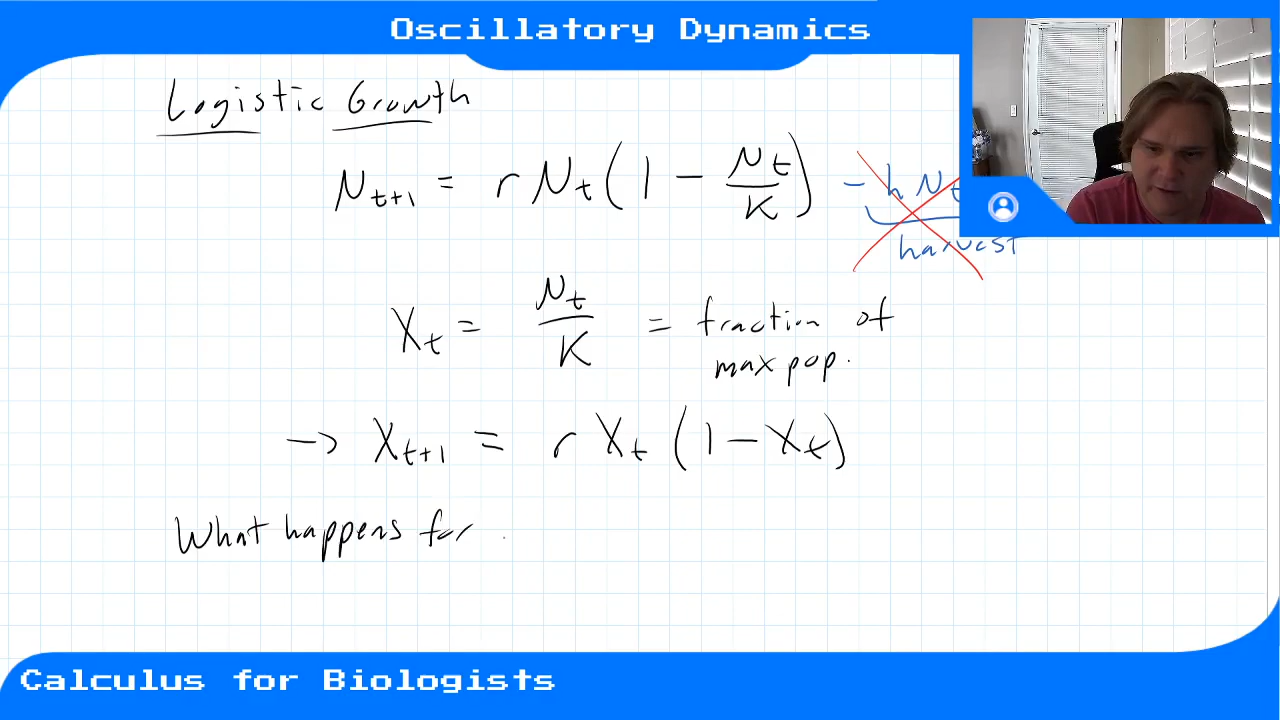 Oscillatory Dynamics
Logistic Growth
N_{t+1} = r N_t (1 - N_t/K) - h N_t
harvest
X_t = N_t/K = fraction of
max pop.
→ X_{t+1} = r X_t (1 - X_t)
What happens for
Calculus for Biologists